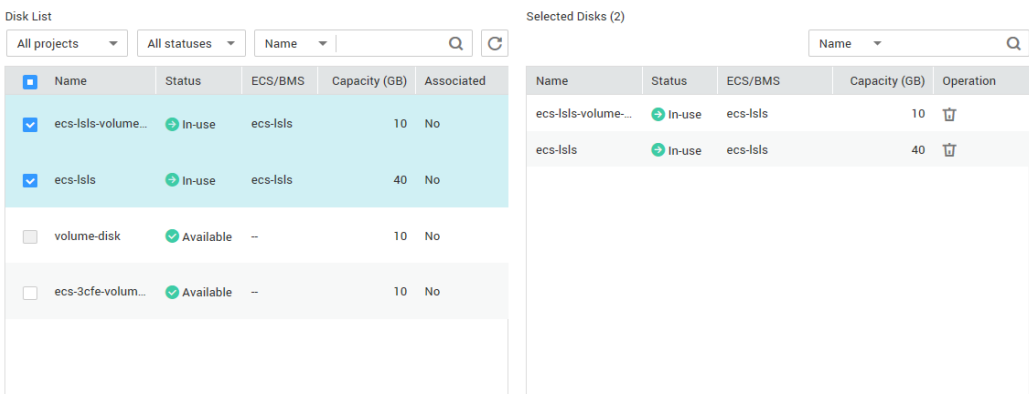 Disk List
All projects All statuses Name
Name Status ECS/BMS Capacity (GB) Associated
ecs-lsls-volume... In-use ecs-lsls 10 No
ecs-lsls In-use ecs-lsls 40 No
volume-disk Available -- 10 No
ecs-3cfe-volum... Available -- 10 No
Selected Disks (2)
Name
Name Status ECS/BMS Capacity (GB) Operation
ecs-lsls-volume-... In-use ecs-lsls 10
ecs-lsls In-use ecs-lsls 40